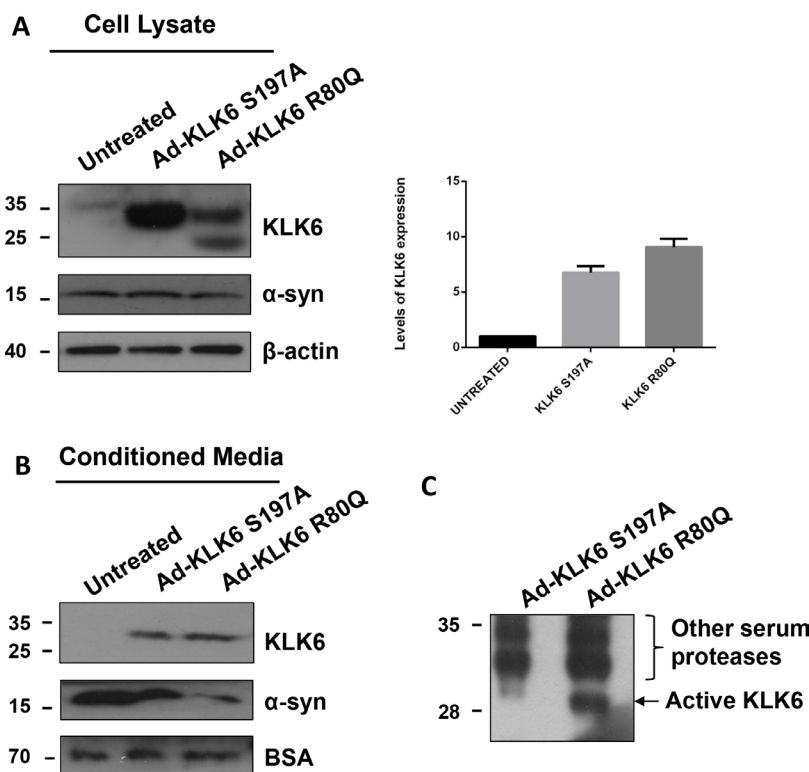 A
Cell Lysate
Untreated
Ad-KLK6 S197A
Ad-KLK6 R80Q
35
25
KLK6
15
α-syn
40
β-actin
Levels of KLK6 expression
15
10
5
0
UNTREATED
KLK6 S197A
KLK6 R80Q
B
Conditioned Media
Untreated
Ad-KLK6 S197A
Ad-KLK6 R80Q
35
25
KLK6
15
α-syn
70
BSA
C
Ad-KLK6 S197A
Ad-KLK6 R80Q
35
28
Other serum
proteases
Active KLK6